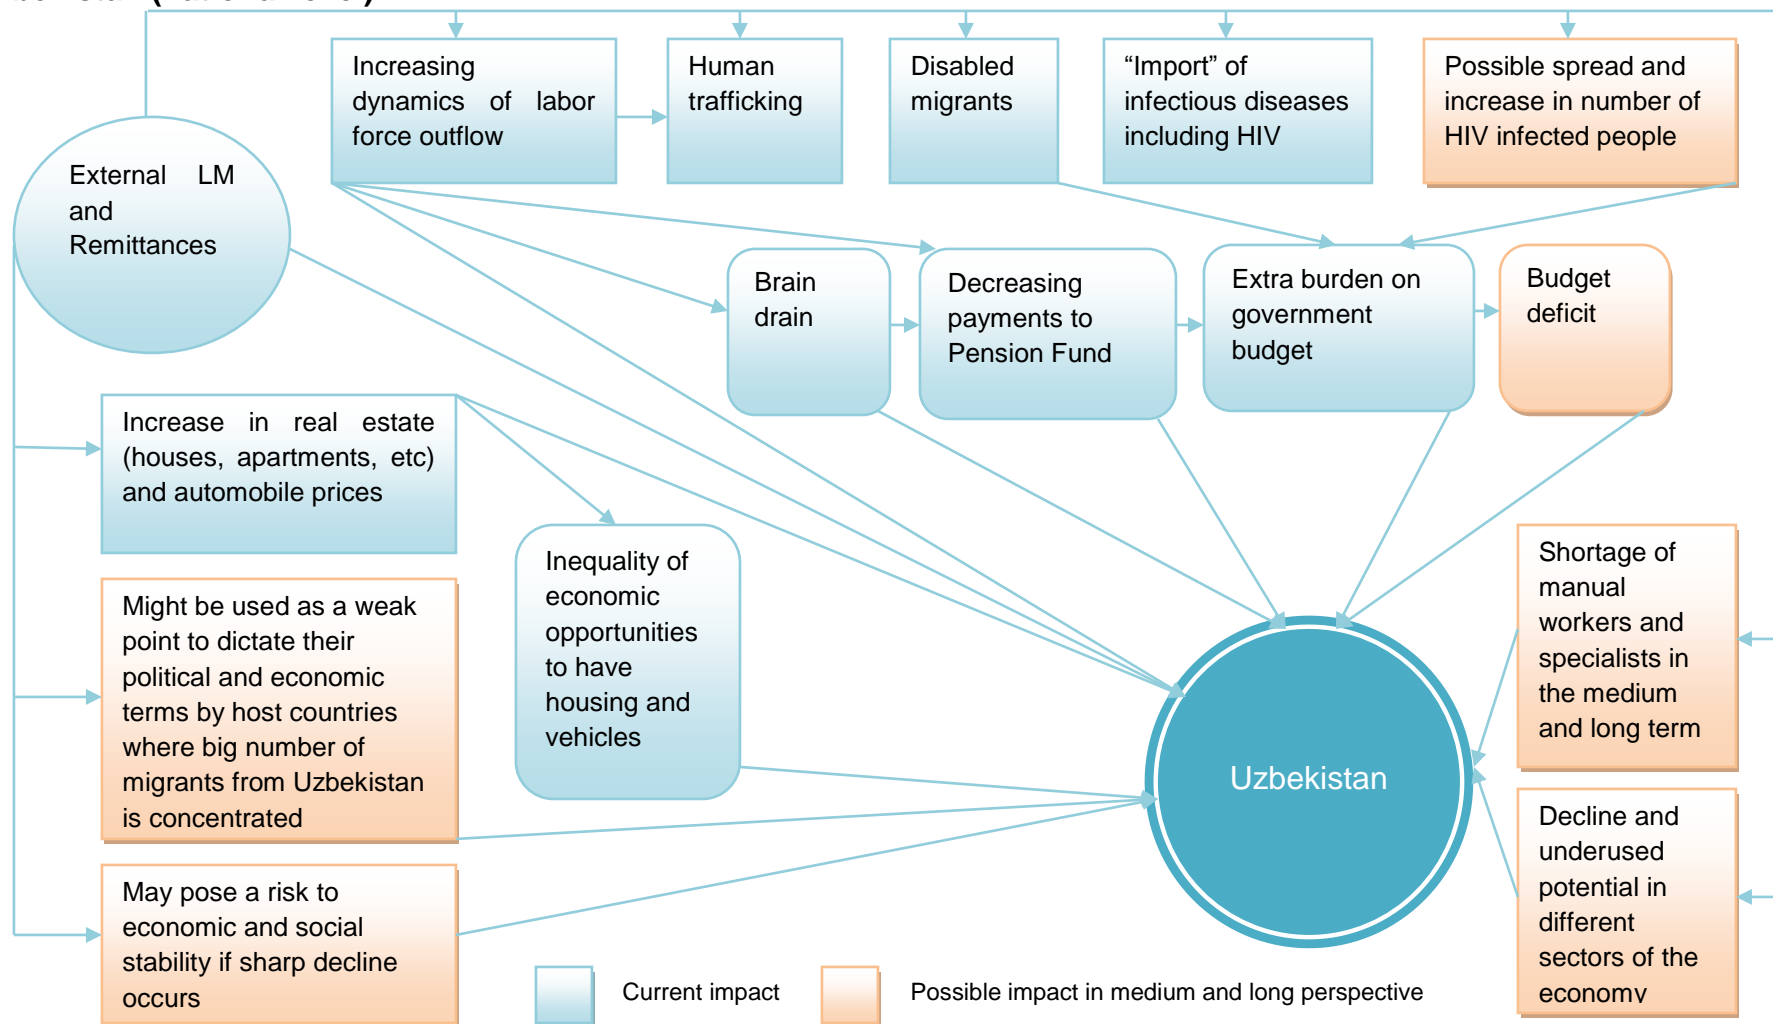 Increasing
dynamics of labor
force outflow
Human
trafficking
Disabled
migrants
“Import” of
infectious diseases
including HIV
Possible spread and
increase in number of
HIV infected people
External LM
and
Remittances
Brain
drain
Decreasing
payments to
Pension Fund
Extra burden on
government
budget
Budget
deficit
Increase in real estate
(houses, apartments, etc)
and automobile prices
Inequality of
economic
opportunities
to have
housing and
vehicles
Might be used as a weak
point to dictate their
political and economic
terms by host countries
where big number of
migrants from Uzbekistan
is concentrated
May pose a risk to
economic and social
stability if sharp decline
occurs
Uzbekistan
Shortage of
manual
workers and
specialists in
the medium
and long term
Decline and
underused
potential in
different
sectors of the
economy
Current impact
Possible impact in medium and long perspective